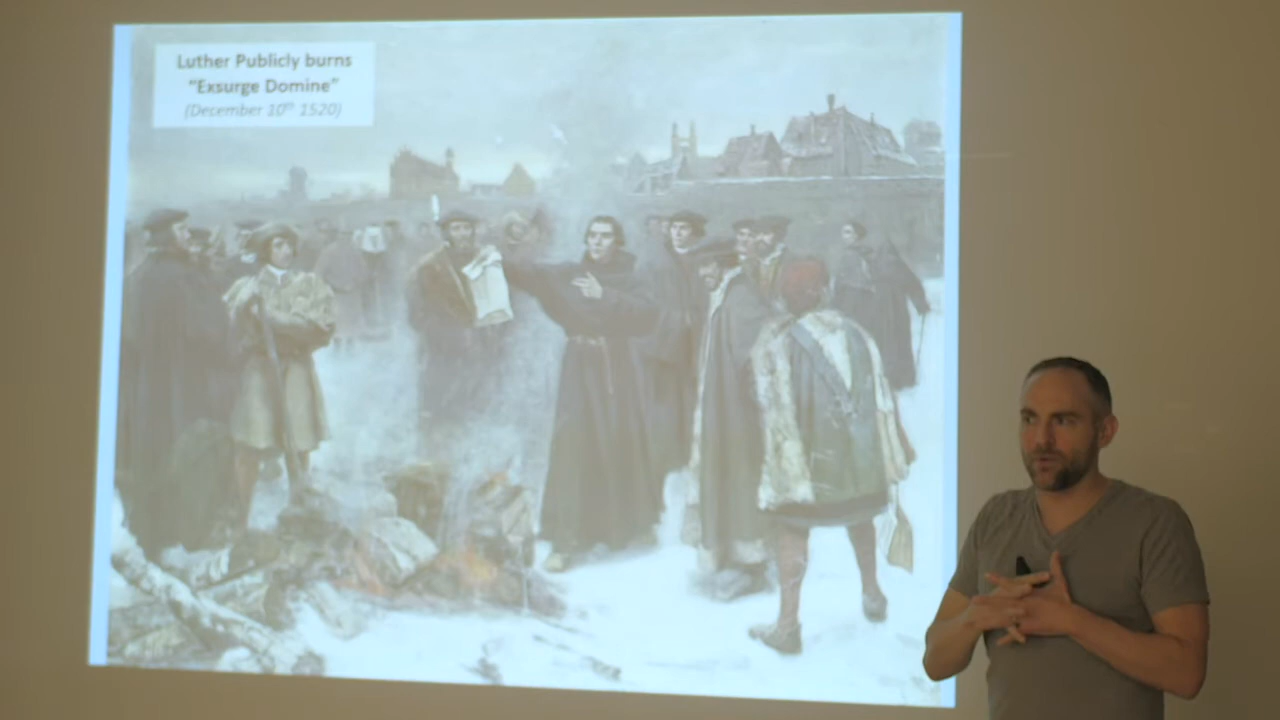 Luther Publicly burns
“Exsurge Domine”
(December 10th 1520)